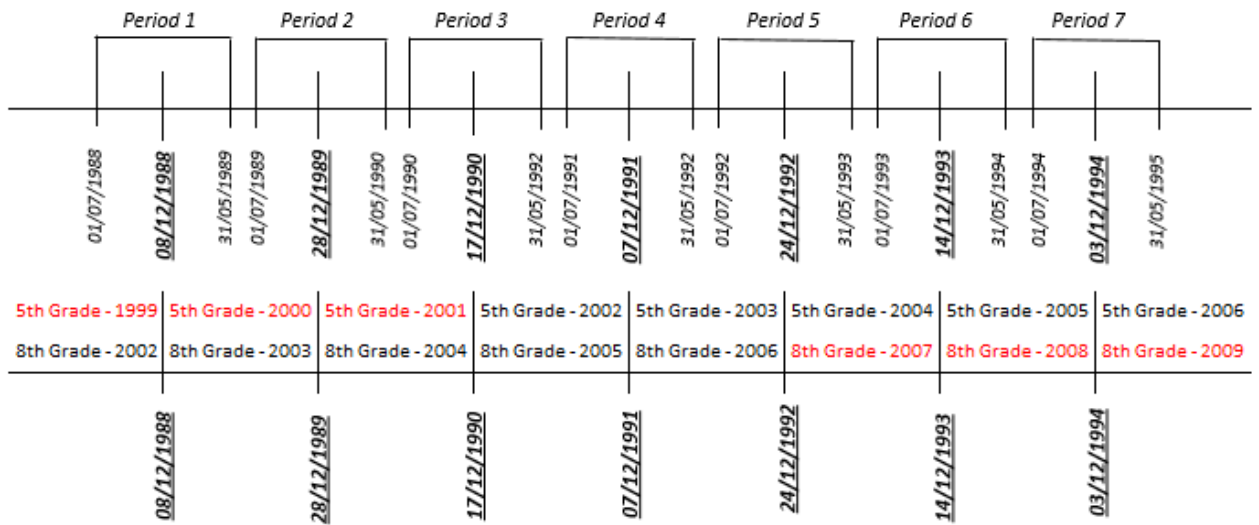 Period 1 Period 2 Period 3 Period 4 Period 5 Period 6 Period 7
01/07/1988 08/12/1988 31/05/1989 01/07/1989 28/12/1989 31/05/1990 01/07/1990 17/12/1990 31/05/1992 01/07/1991 07/12/1991 31/05/1992 01/07/1992 24/12/1992 31/05/1993 01/07/1993 14/12/1993 31/05/1994 01/07/1994 03/12/1994 31/05/1995
5th Grade - 1999 5th Grade - 2000 5th Grade - 2001 5th Grade - 2002 5th Grade - 2003 5th Grade - 2004 5th Grade - 2005 5th Grade - 2006
8th Grade - 2002 8th Grade - 2003 8th Grade - 2004 8th Grade - 2005 8th Grade - 2006 8th Grade - 2007 8th Grade - 2008 8th Grade - 2009
08/12/1988 28/12/1989 17/12/1990 07/12/1991 24/12/1992 14/12/1993 03/12/1994